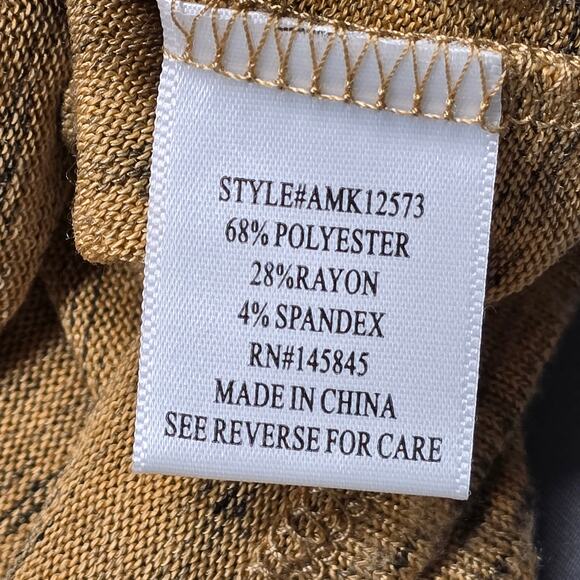 STYLE#AMK12573
68% POLYESTER
28%RAYON
4% SPANDEX
RN#145845
MADE IN CHINA
SEE REVERSE FOR CARE